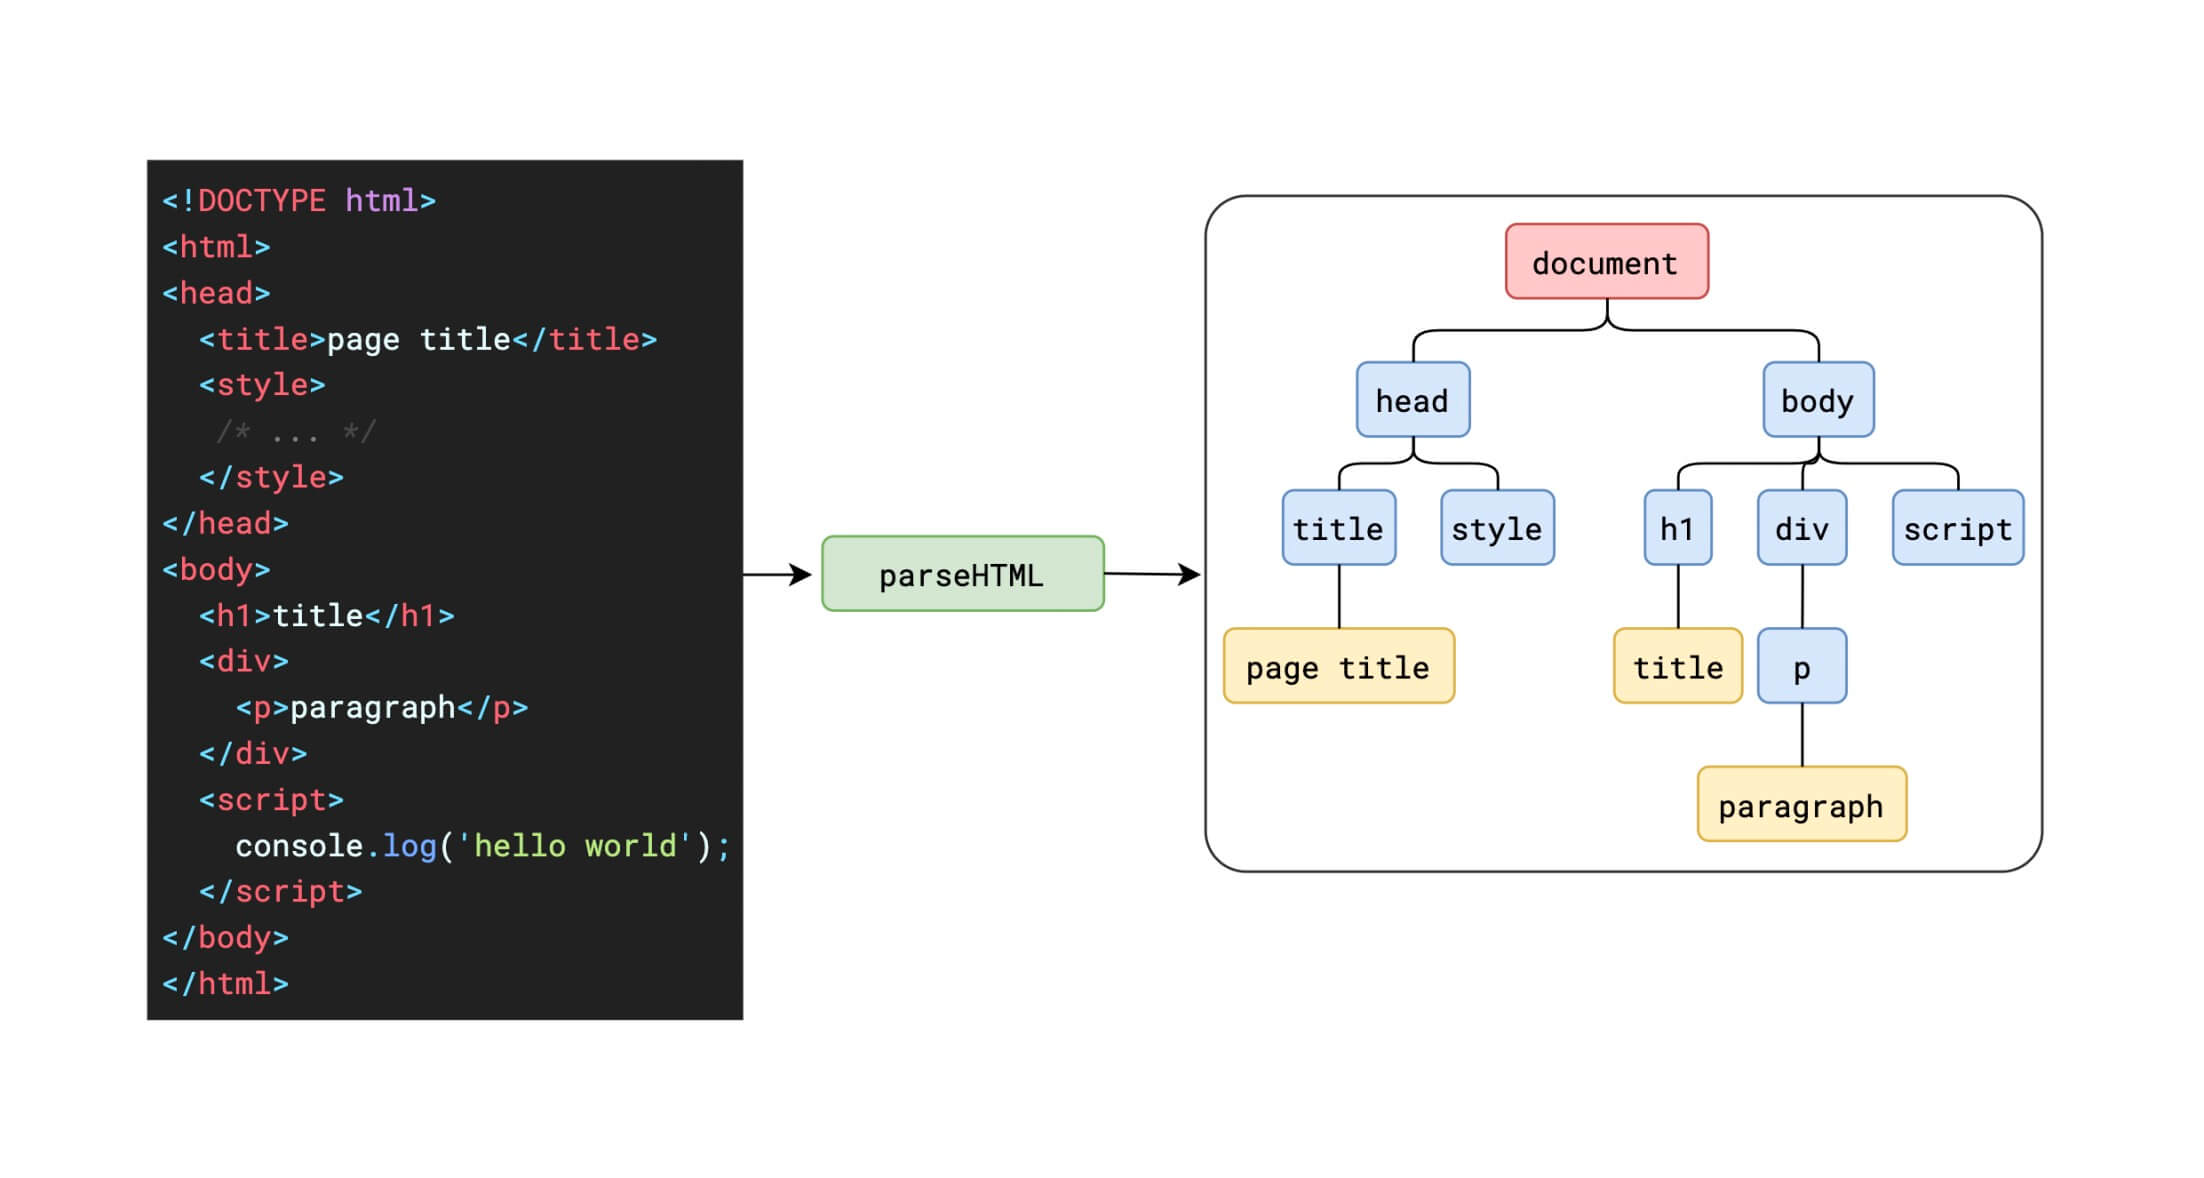 <!DOCTYPE html>
<html>
<head>
  <title>page title</title>
  <style>
   /* ... */
  </style>
</head>
<body>
  <h1>title</h1>
  <div>
    <p>paragraph</p>
  </div>
  <script>
    console.log('hello world');
  </script>
</body>
</html>
parseHTML
document
head body
title style h1 div script
page title title p
paragraph